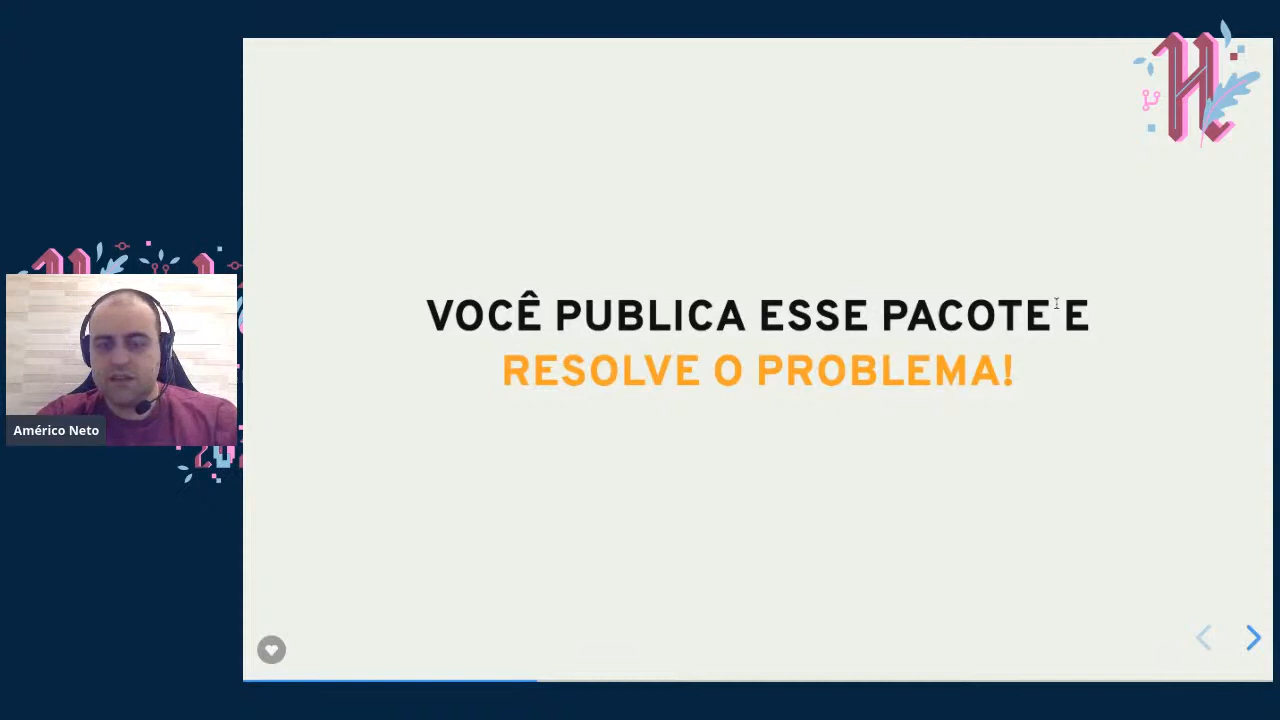 VOCÊ PUBLICA ESSE PACOTE E
RESOLVE O PROBLEMA!
Américo Neto